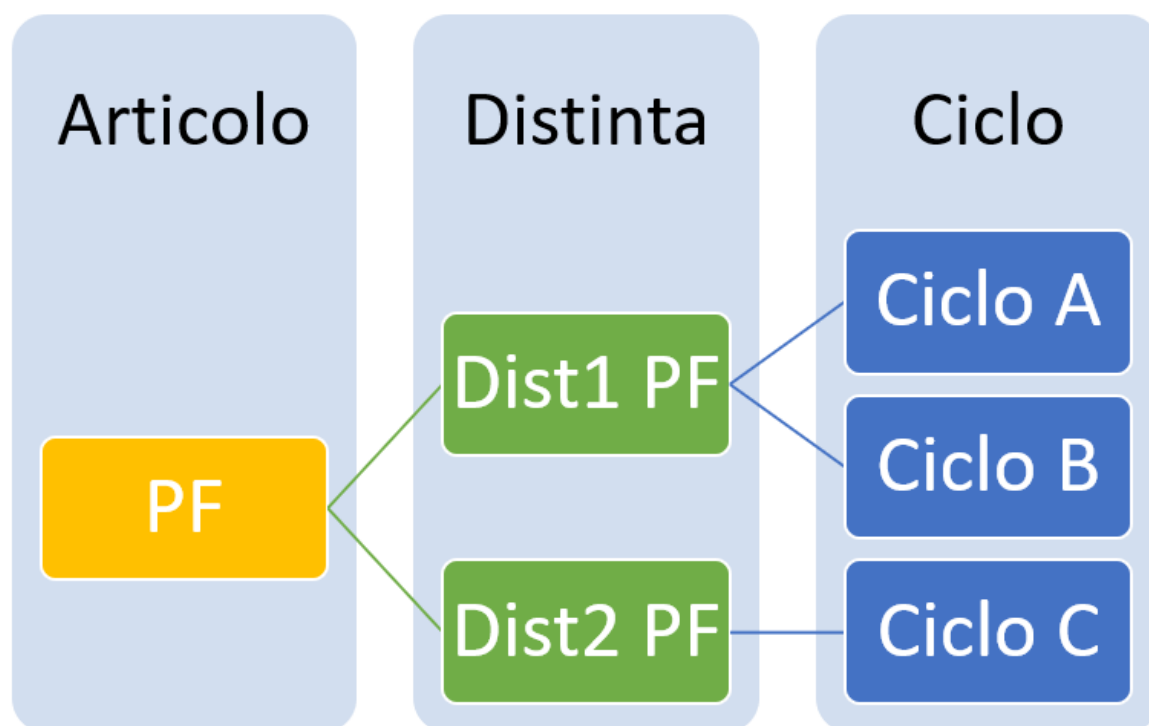 Articolo
Distinta
Ciclo
PF
Dist1 PF
Dist2 PF
Ciclo A
Ciclo B
Ciclo C